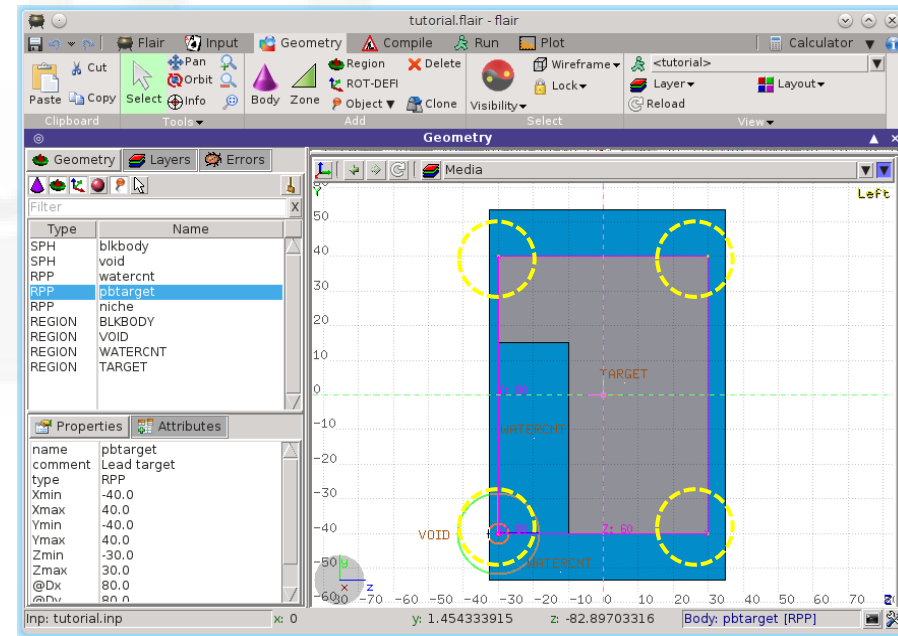 tutorial.flair - flair
Flair Input Geometry Compile Run Plot Calculator
Paste Cut Copy Select Pan Orbit Info Body Zone Region ROT-DEFI Object Delete Clone Visibility Wireframe Lock <tutorial> Layer Reload Layout
Clipboard Tools Add Select View
Geometry
Geometry Layers Errors
Media
Filter X
Type Name
SPH blkbody
SPH void
RPP watercnt
RPP pbtarget
RPP niche
REGION BLKBODY
REGION VOID
REGION WATERCNT
REGION TARGET
Properties Attributes
name pbtarget
comment Lead target
type RPP
Xmin -40.0
Xmax 40.0
Ymin -40.0
Ymax 40.0
Zmin -30.0
Zmax 30.0
@Dx 80.0
@Dy 80.0
Y
Left
50
40
30
20
10
0
-10
-20
-30
-40
-50
TARGET
WATERCNT
VOID
Z: 60
WATERCNT
y
x
z
-70 -60 -50 -40 -30 -20 -10 0 10 20 30 40 50 60 70
Inp: tutorial.inp x: 0 y: 1.454333915 z: -82.89703316 Body: pbtarget [RPP]